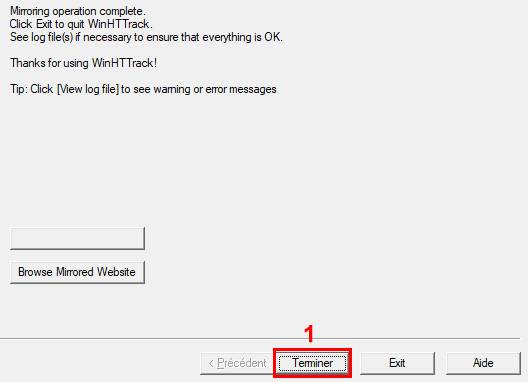 Mirroring operation complete.
Click Exit to quit WinHTTrack.
See log file(s) if necessary to ensure that everything is OK.
Thanks for using WinHTTrack!
Tip: Click [View log file] to see warning or error messages
Browse Mirrored Website
1
< Précédent
Terminer
Exit
Aide